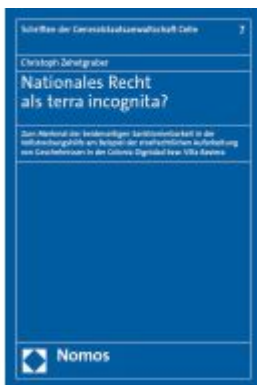 Schriften der Generalstaatsanwaltschaft Celle 7
Christoph Zehetgruber
Nationales Recht
als terra incognita?
Zum Merkmal der beiderseitigen Sanktionierbarkeit in der
Vollstreckungshilfe am Beispiel der strafrechtlichen Aufarbeitung
von Geschehnissen in der Colonia Dignidad bzw. Villa Baviera
Nomos